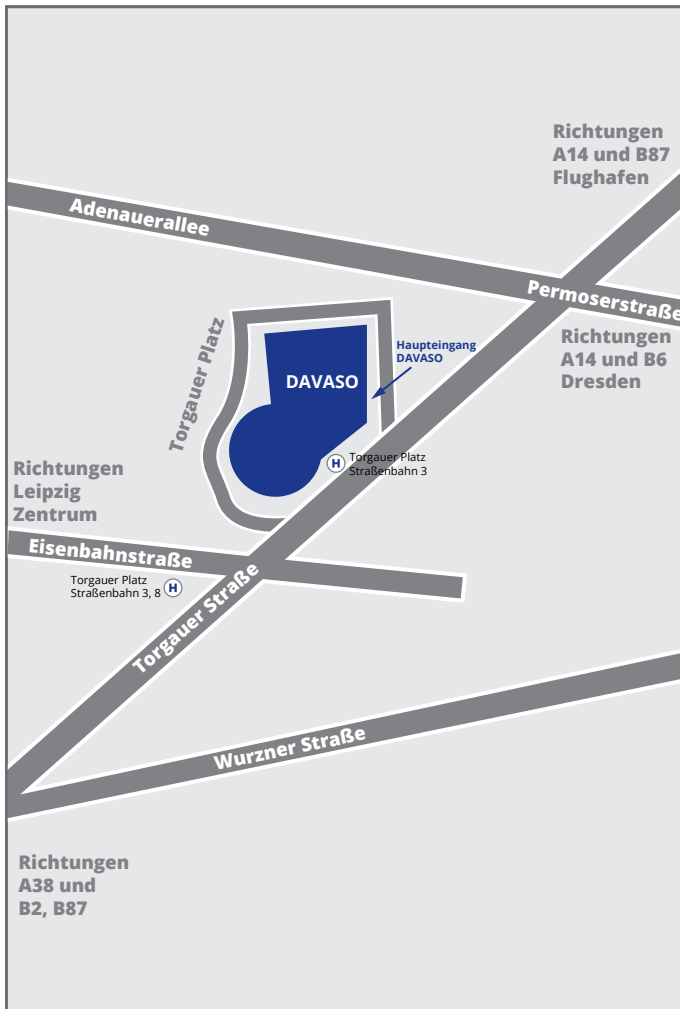 Richtungen
A14 und B87
Flughafen
Adenauerallee
Permoserstraße
Richtungen
A14 und B6
Dresden
Torgauer Platz
Haupteingang
DAVASO
DAVASO
H
Torgauer Platz
Straßenbahn 3
Richtungen
Leipzig
Zentrum
Eisenbahnstraße
Torgauer Platz
Straßenbahn 3, 8
H
Torgauer Straße
Wurzner Straße
Richtungen
A38 und
B2, B87